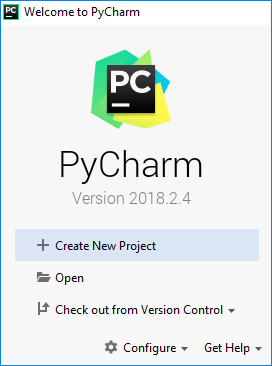 PC Welcome to PyCharm
PC
PyCharm
Version 2018.2.4
Create New Project
Open
Check out from Version Control
Configure Get Help